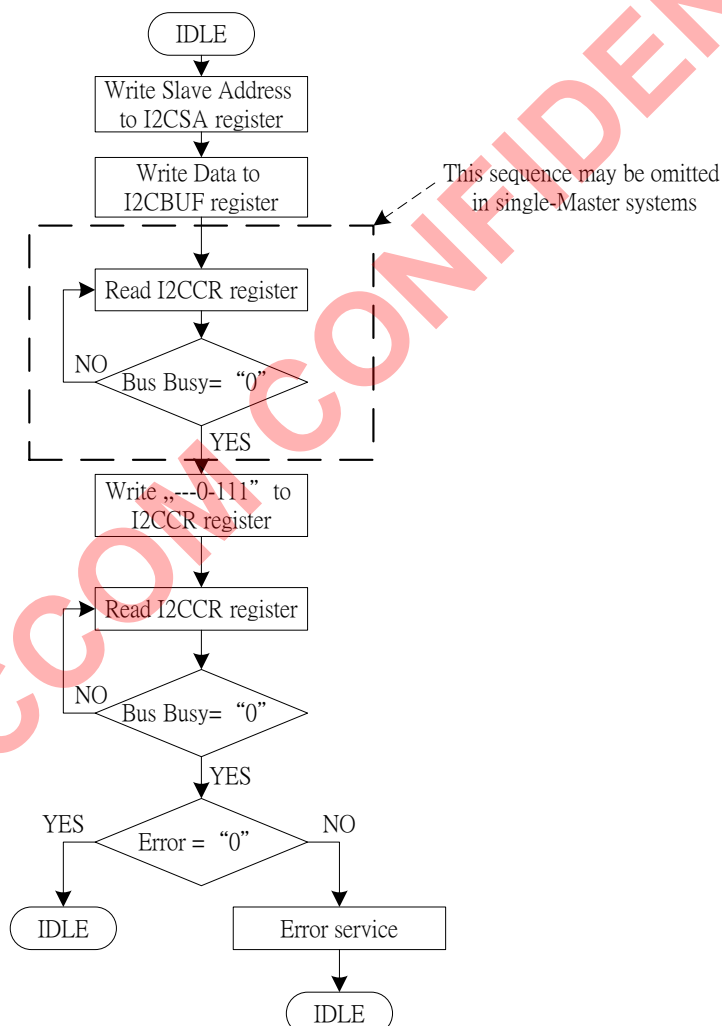 IDLE
Write Slave Address
to I2CSA register
Write Data to
I2CBUF register
This sequence may be omitted
in single-Master systems
Read I2CCR register
NO
Bus Busy= “0”
YES
Write „---0-111” to
I2CCR register
Read I2CCR register
NO
Bus Busy= “0”
YES
YES
Error = “0”
NO
IDLE
Error service
IDLE
CCOM CONFIDEN